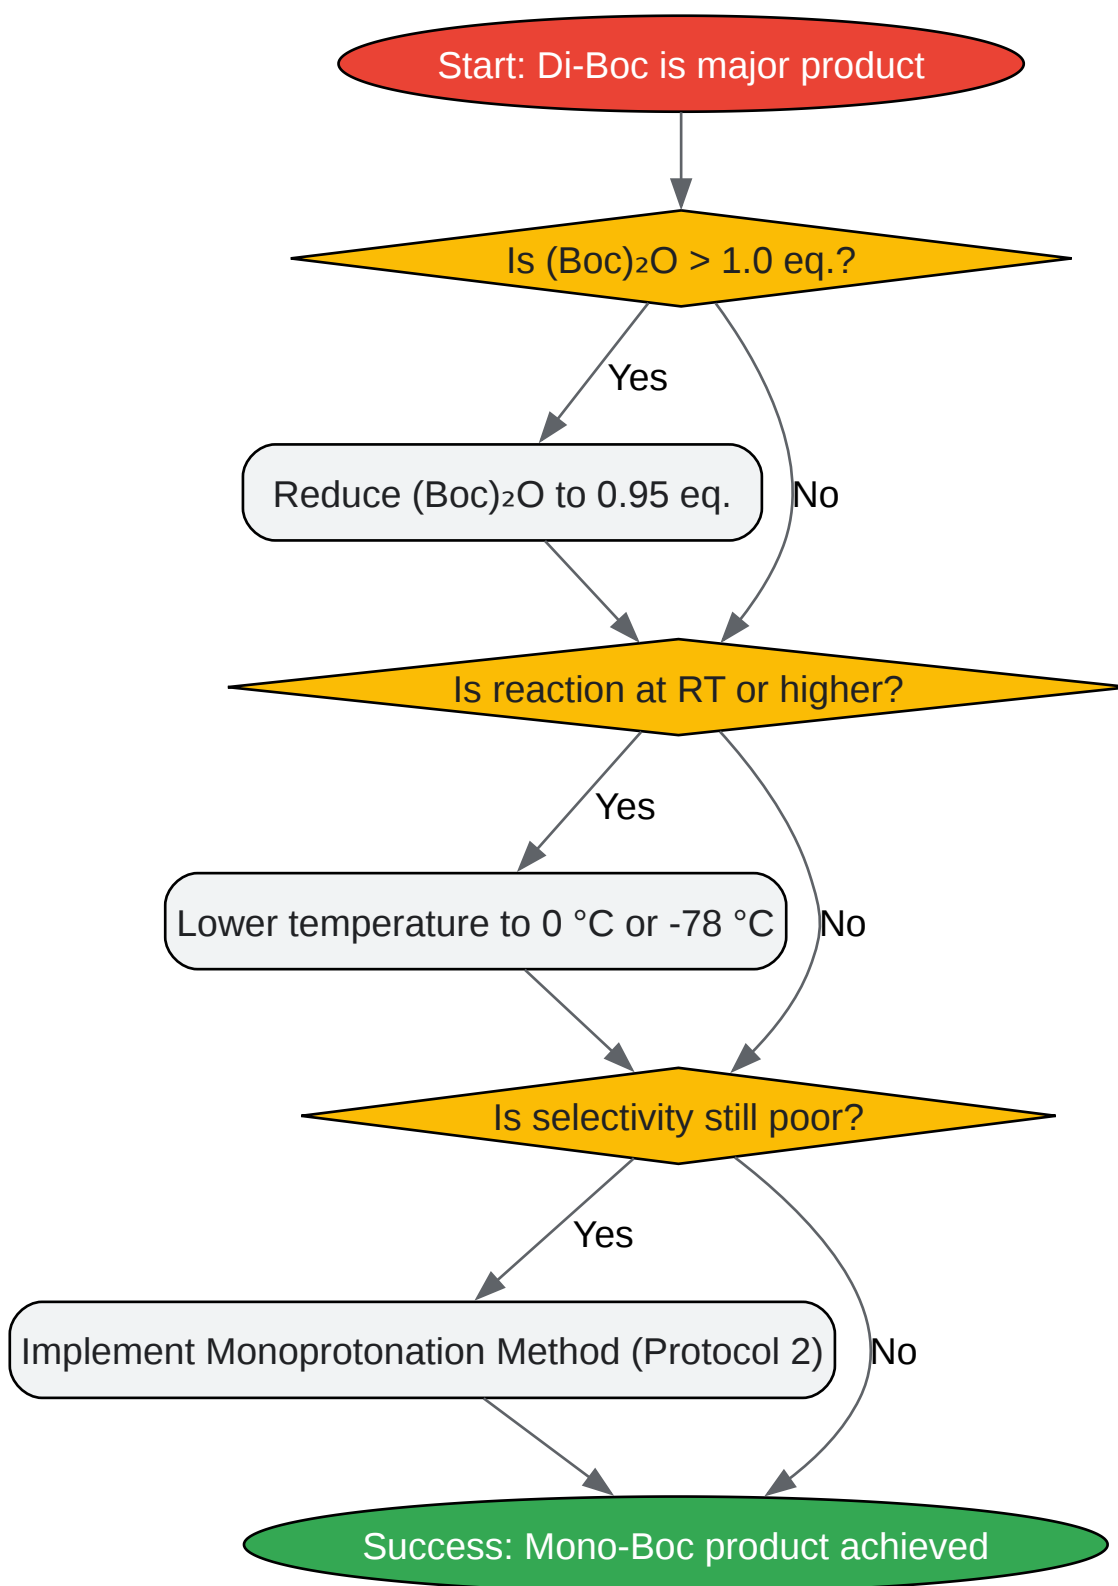 Start: Di-Boc is major product
Is (Boc)₂O > 1.0 eq.?
Yes
Reduce (Boc)₂O to 0.95 eq.
No
Is reaction at RT or higher?
Yes
Lower temperature to 0 °C or -78 °C
No
Is selectivity still poor?
Yes
Implement Monoprotonation Method (Protocol 2)
No
Success: Mono-Boc product achieved